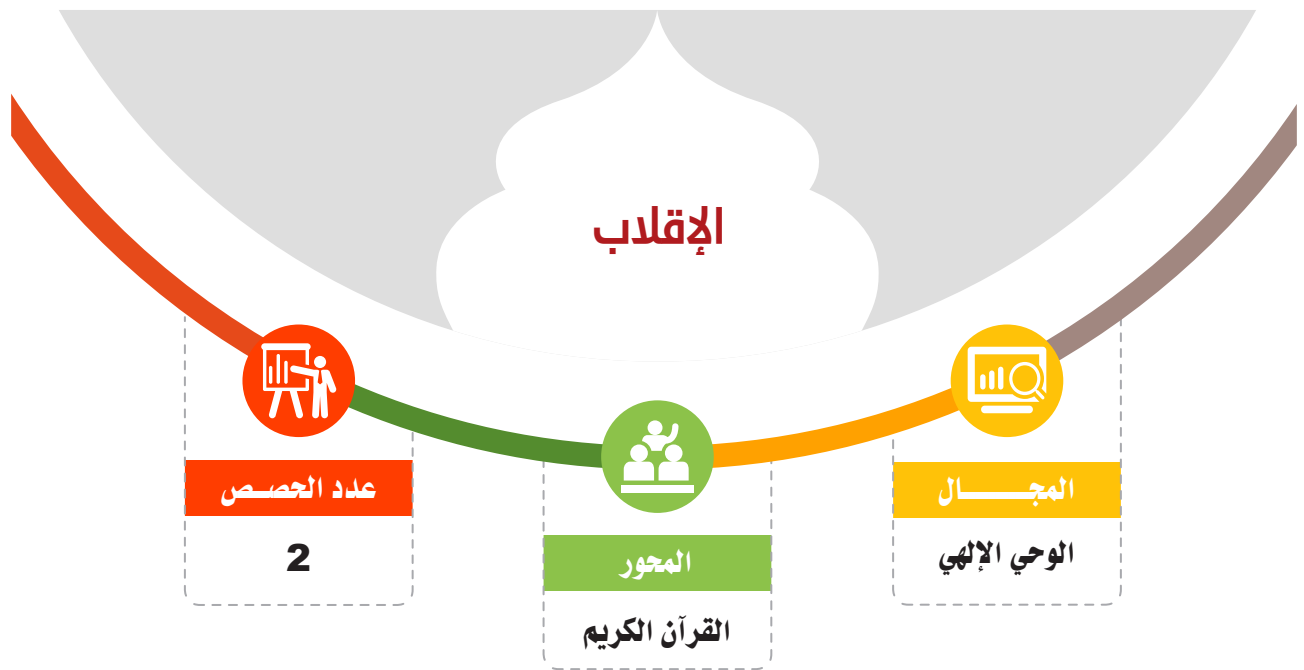 الإقلاب
المجال
الوحي الإلهي
المحور
القرآن الكريم
عدد الحصص
2